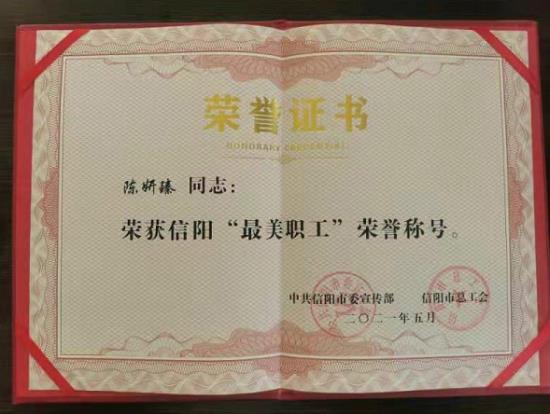 荣誉证书
HONORARY CREDENTIAL
陈妍臻 同志：
荣获信阳“最美职工”荣誉称号。
中共信阳市委宣传部 信阳市总工会
二〇二一年五月